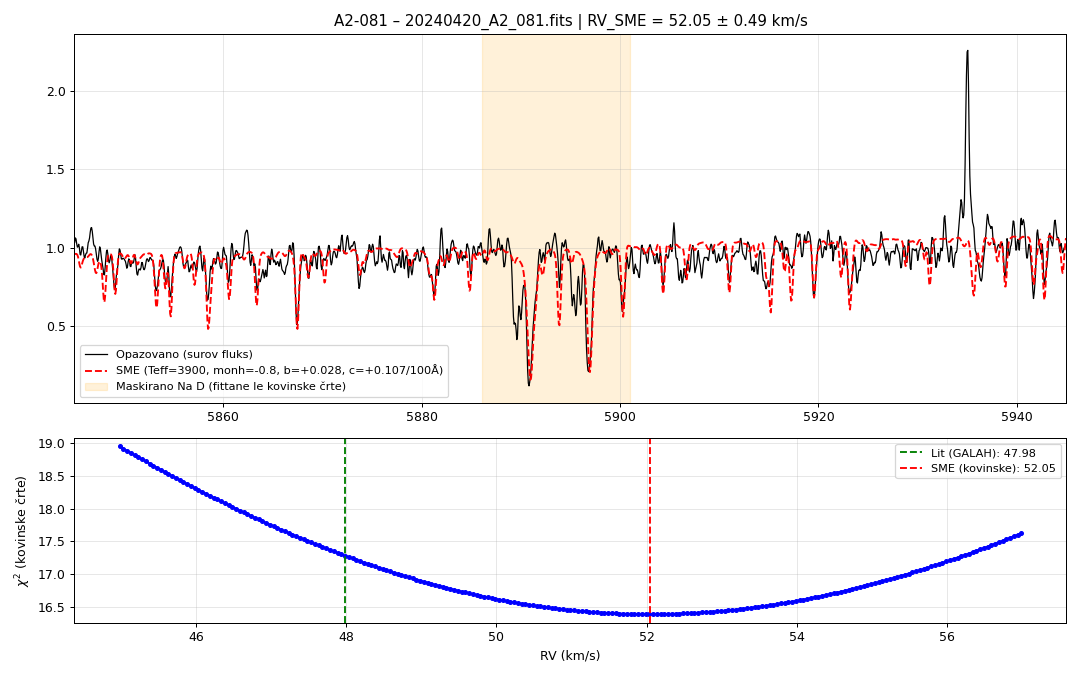 A2-081 – 20240420_A2_081.fits | RV_SME = 52.05 ± 0.49 km/s
2.0
1.5
1.0
0.5
Opazovano (surov fluks)
SME (Teff=3900, monh=-0.8, b=+0.028, c=+0.107/100Å)
Maskirano Na D (fittane le kovinske črte)
5860 5880 5900 5920 5940
19.0
18.5
18.0
17.5
17.0
16.5
χ² (kovinske črte)
Lit (GALAH): 47.98
SME (kovinske): 52.05
46 48 50 52 54 56
RV (km/s)